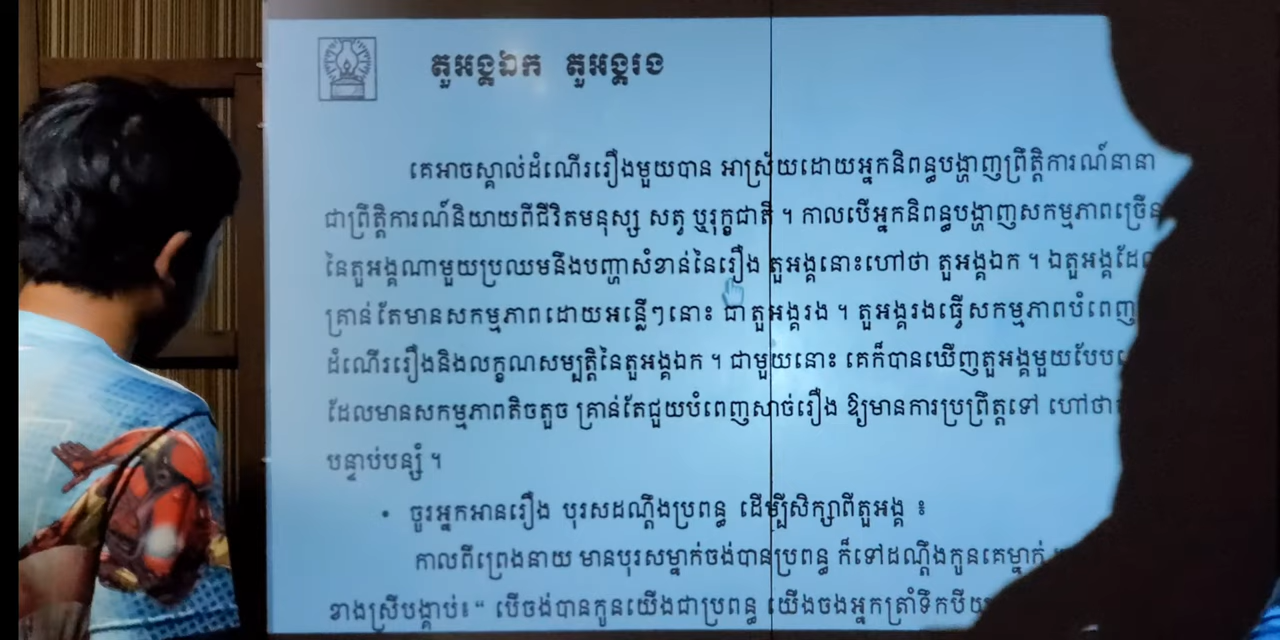 តួអង្គឯក តួអង្គរង
គេអាចស្គាល់ដំណើររឿងមួយបាន អាស្រ័យដោយអ្នកនិពន្ធបង្ហាញព្រឹត្តិការណ៍នានា
ជាព្រឹត្តិការណ៍និយាយពីជីវិតមនុស្ស សត្វ ឬរុក្ខជាតិ ។ កាលបើអ្នកនិពន្ធបង្ហាញសកម្មភាពច្រើន
នៃតួអង្គណាមួយប្រឈមនឹងបញ្ហាសំខាន់នៃរឿង តួអង្គនោះហៅថា តួអង្គឯក ។ ឯតួអង្គដែល
គ្រាន់តែមានសកម្មភាពដោយអន្លើៗនោះ ជា តួអង្គរង ។ តួអង្គរងធ្វើសកម្មភាពបំពេញ
ដំណើររឿងនិងលក្ខណសម្បត្តិនៃតួអង្គឯក ។ ជាមួយនោះ គេក៏បានឃើញតួអង្គមួយបែប
ដែលមានសកម្មភាពតិចតួច គ្រាន់តែជួយបំពេញសាច់រឿង ឱ្យមានការប្រព្រឹត្តទៅ ហៅថា
បន្ទាប់បន្សំ ។
• ចូរអ្នកអានរឿង បុរសដណ្ដឹងប្រពន្ធ ដើម្បីសិក្សាពីតួអង្គ ៖
កាលពីព្រេងនាយ មានបុរសម្នាក់ចង់បានប្រពន្ធ ក៏ទៅដណ្ដឹងកូនគេម្នាក់
ខាងស្រីបង្គាប់៖“ បើចង់បានកូនយើងជាប្រពន្ធ យើងចងអ្នកត្រាំទឹកបី